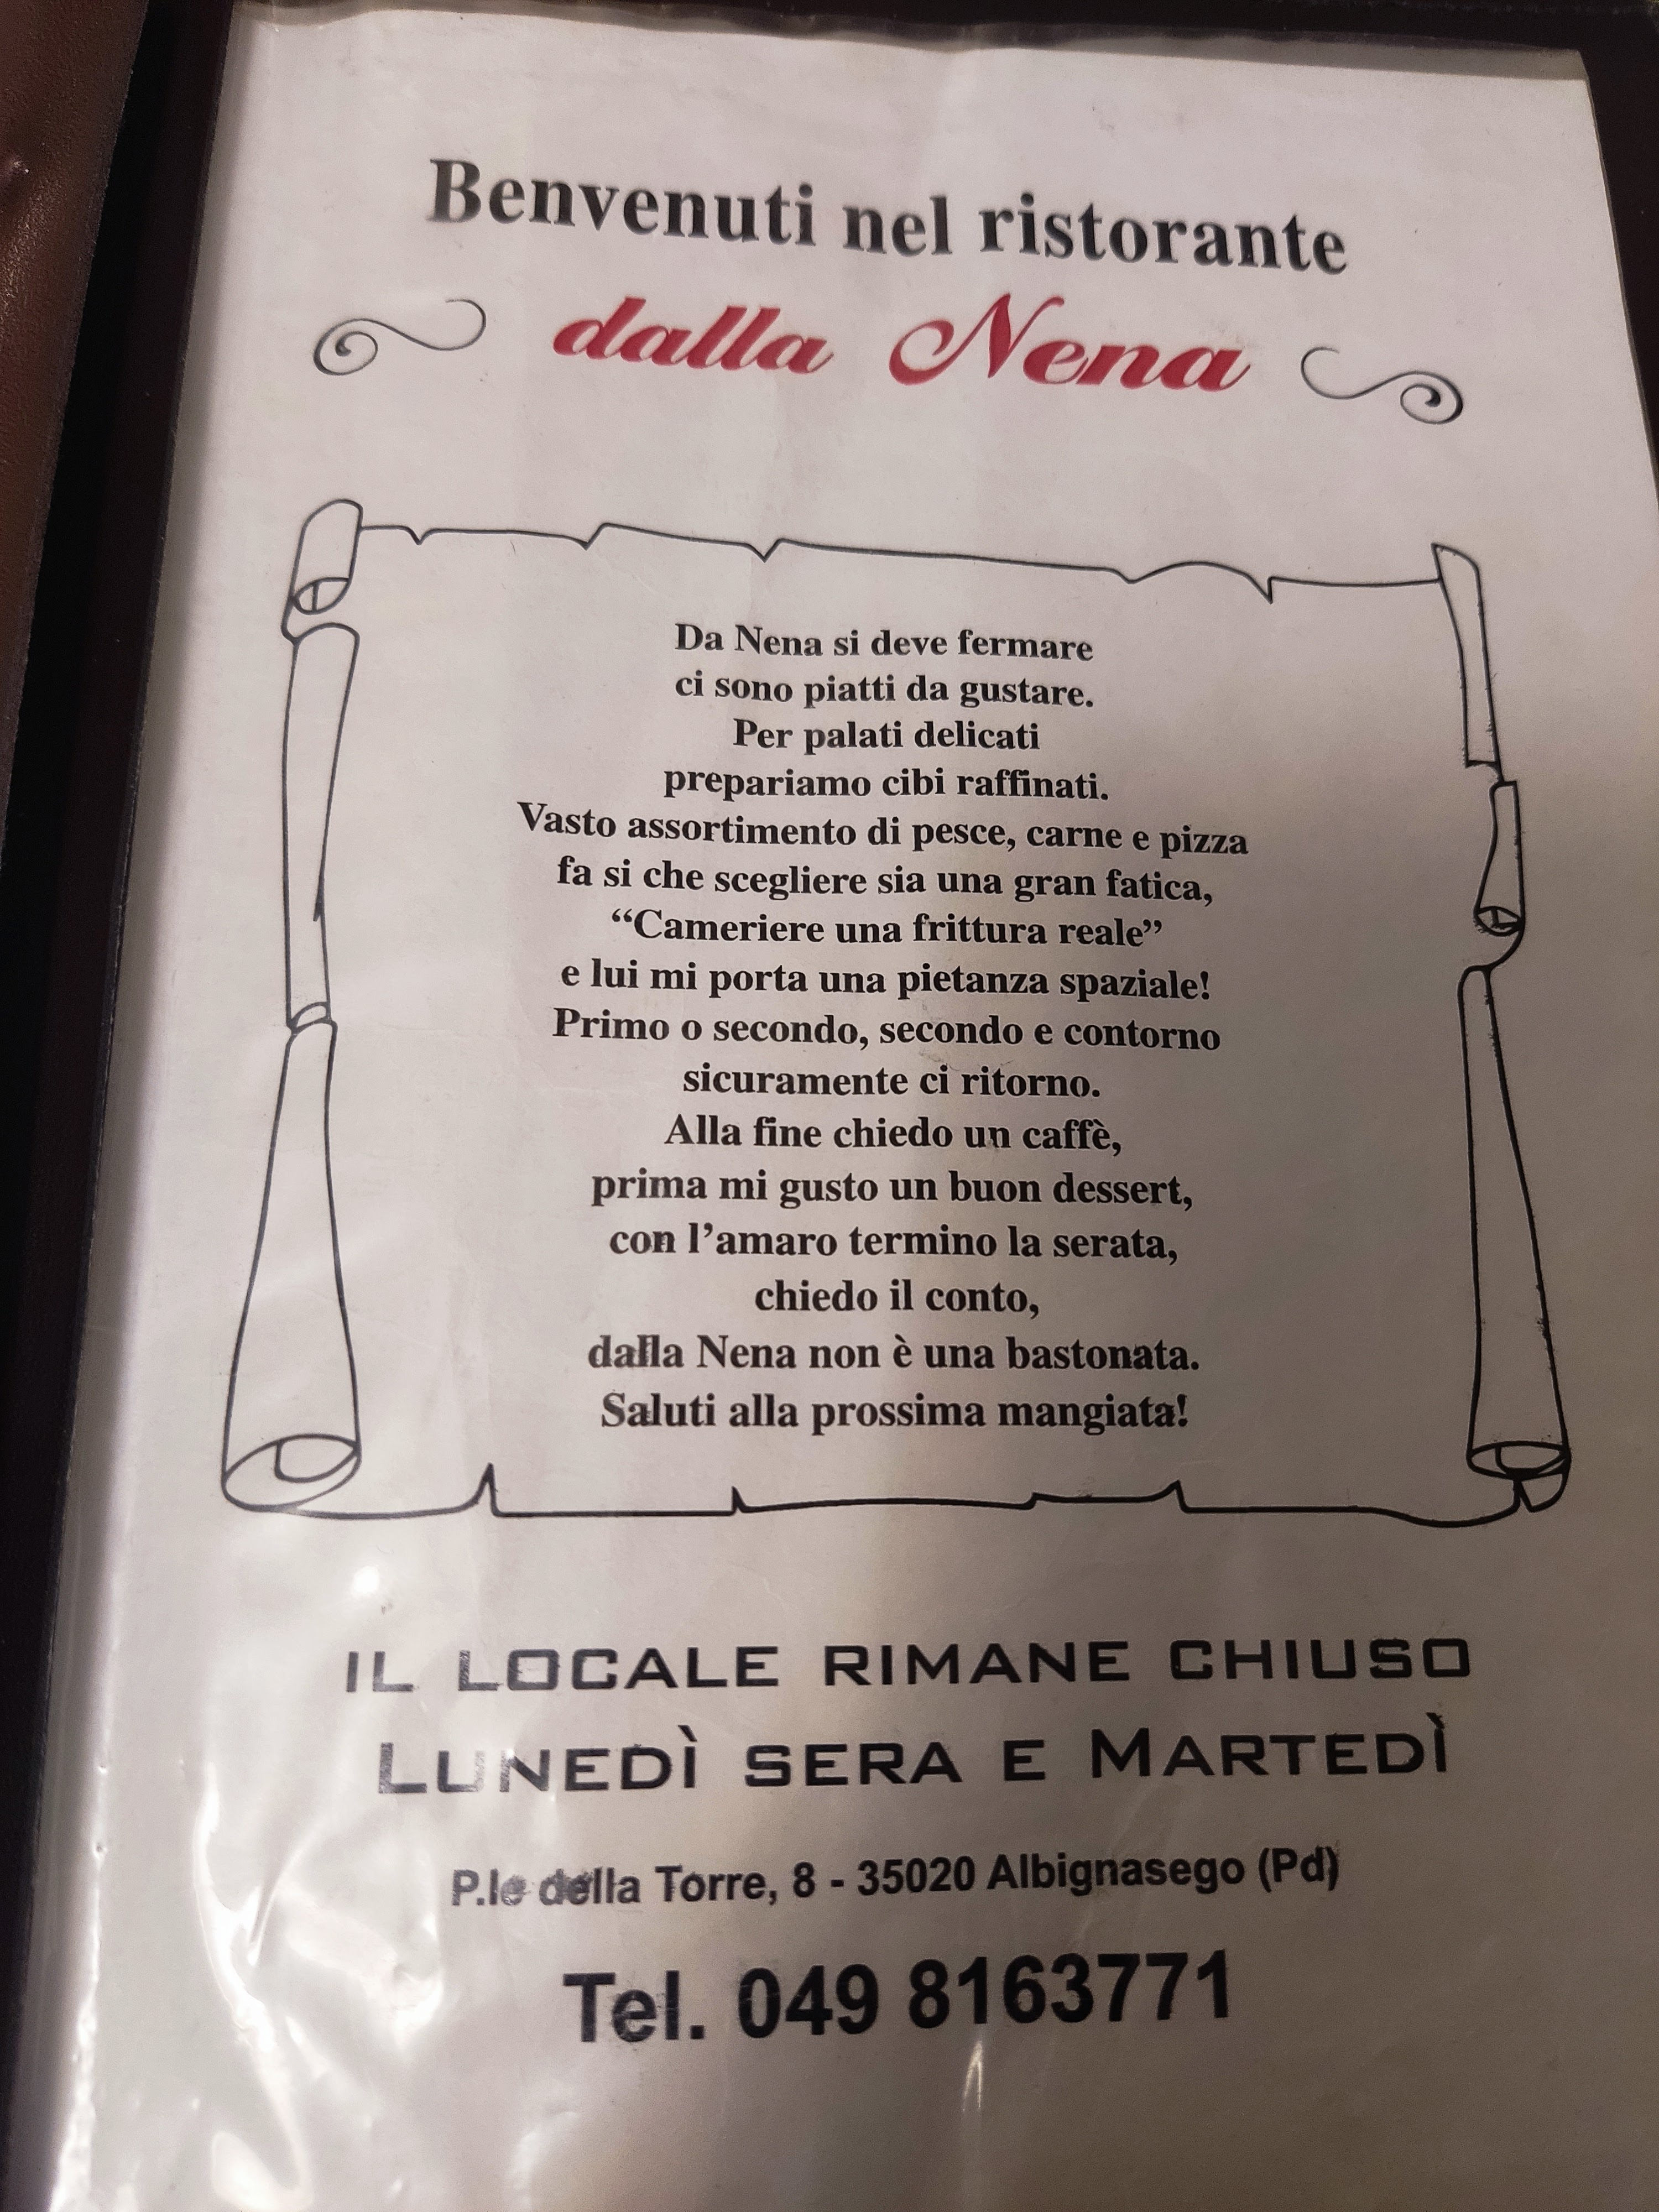 Benvenuti nel ristorante
dalla Nena
Da Nena si deve fermare
ci sono piatti da gustare.
Per palati delicati
prepariamo cibi raffinati.
Vasto assortimento di pesce, carne e pizza
fa si che scegliere sia una gran fatica,
“Cameriere una frittura reale”
e lui mi porta una pietanza spaziale!
Primo o secondo, secondo e contorno
sicuramente ci ritorno.
Alla fine chiedo un caffè,
prima mi gusto un buon dessert,
con l’amaro termino la serata,
chiedo il conto,
dalla Nena non è una bastonata.
Saluti alla prossima mangiata!
IL LOCALE RIMANE CHIUSO
LUNEDÌ SERA E MARTEDÌ
P.le della Torre, 8 - 35020 Albignasego (Pd)
Tel. 049 8163771